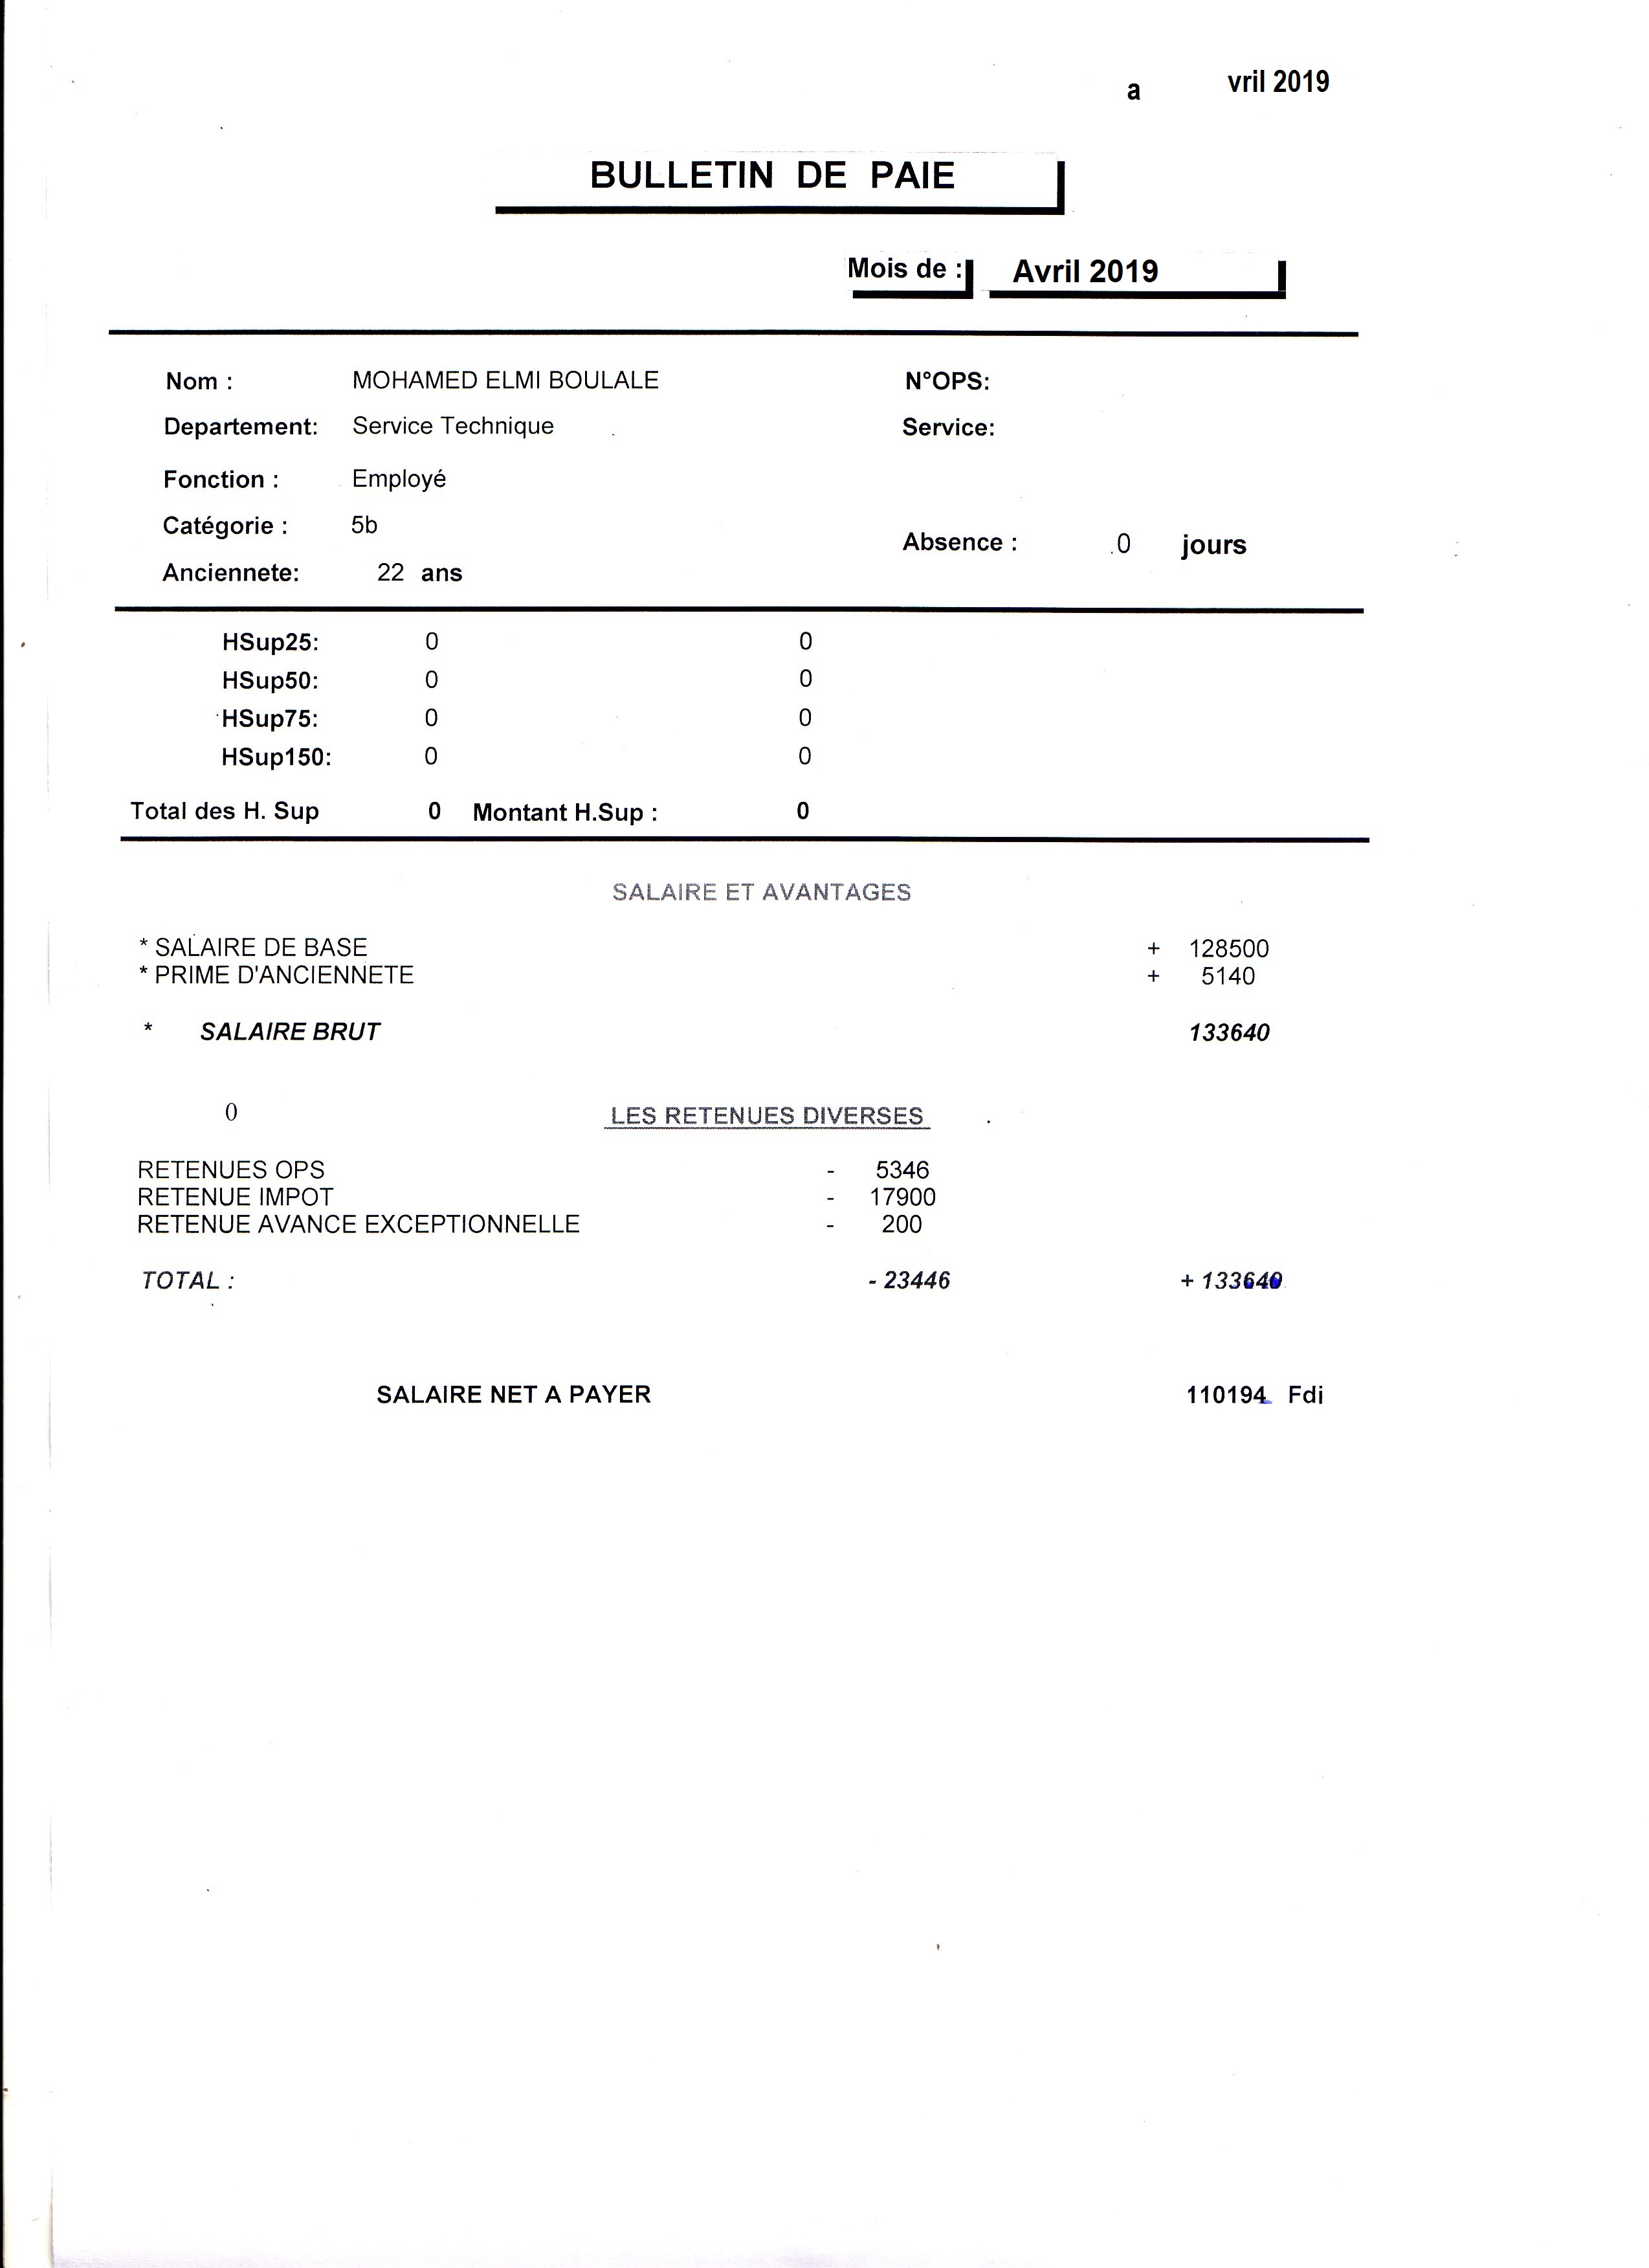 a vril 2019
BULLETIN DE PAIE
Mois de : Avril 2019
Nom : MOHAMED ELMI BOULALE N°OPS:
Departement: Service Technique Service:
Fonction : Employé
Catégorie : 5b
Absence : 0 jours
Anciennete: 22 ans
HSup25: 0 0
HSup50: 0 0
HSup75: 0 0
HSup150: 0 0
Total des H. Sup 0 Montant H.Sup : 0
SALAIRE ET AVANTAGES
* SALAIRE DE BASE + 128500
* PRIME D'ANCIENNETE + 5140
* SALAIRE BRUT 133640
0 LES RETENUES DIVERSES
RETENUES OPS - 5346
RETENUE IMPOT - 17900
RETENUE AVANCE EXCEPTIONNELLE - 200
TOTAL : - 23446 + 133640
SALAIRE NET A PAYER 110194 Fdi